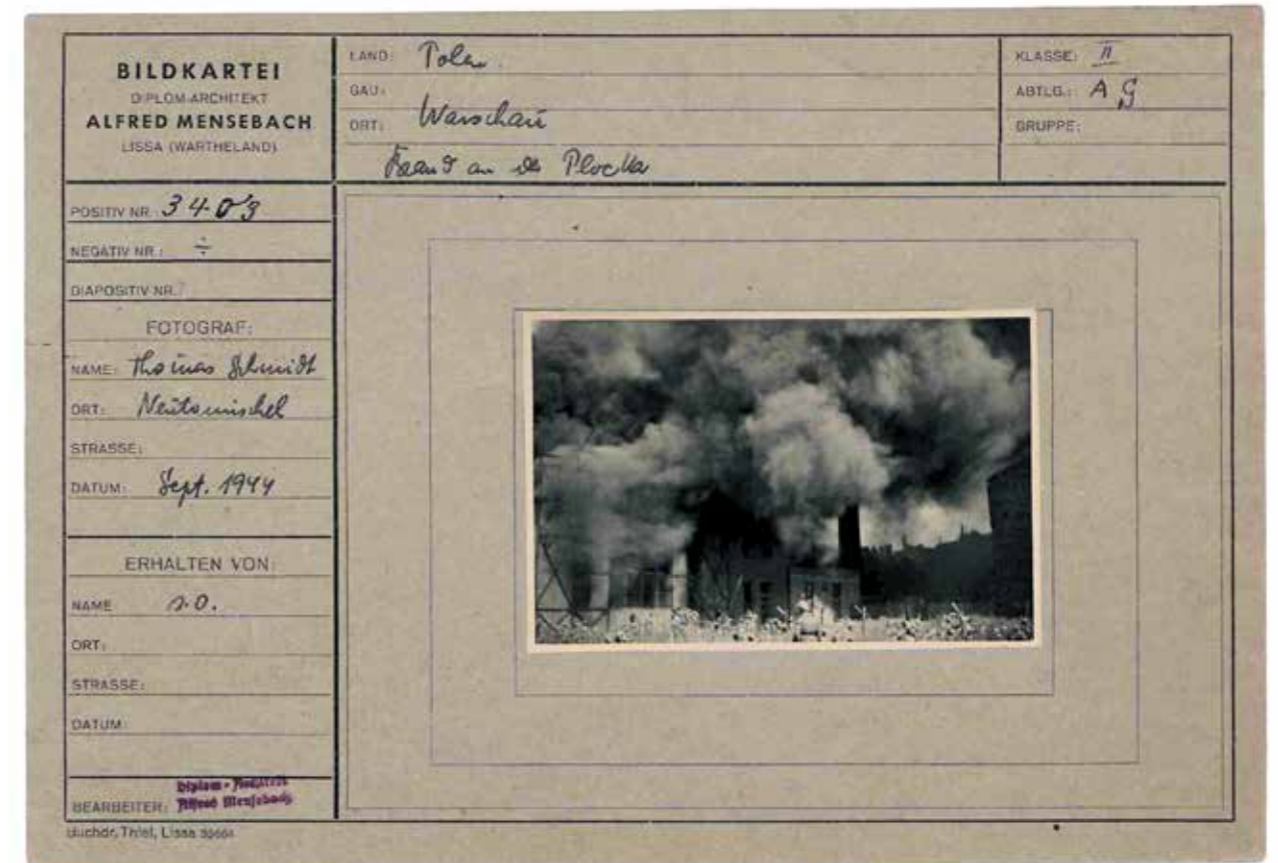 BILDKARTEI
DIPLOM-ARCHITEKT
ALFRED MENSEBACH
LISSA (WARTHELAND)
LAND: Polen
GAU:
ORT: Warschau
Brand an der Plocka
KLASSE: II
ABTLG.: A G
GRUPPE:
POSITIV NR.: 3403
NEGATIV NR.: ÷
DIAPOSITIV NR.:
FOTOGRAF:
NAME: Thomas Schmidt
ORT: Neutomischel
STRASSE:
DATUM: Sept. 1944
ERHALTEN VON:
NAME s.o.
ORT:
STRASSE:
DATUM:
BEARBEITER: Diplom-Architekt
Alfred Mensebach
Buchdr. Thiel, Lissa